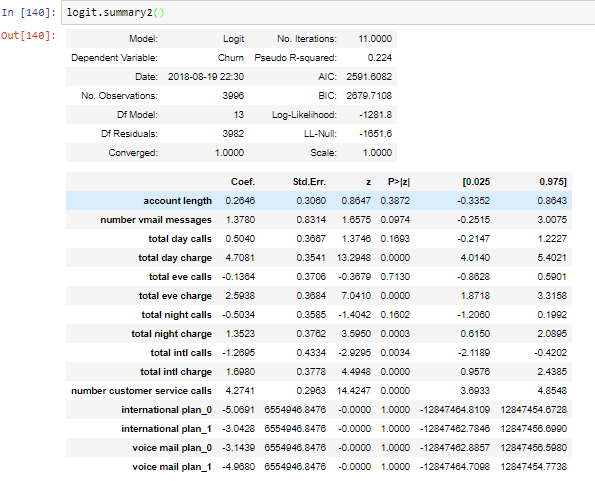 In [140]: logit.summary2()
Out[140]:
Model: Logit No. Iterations: 11.0000
Dependent Variable: Churn Pseudo R-squared: 0.224
Date: 2018-08-19 22:30 AIC: 2591.6082
No. Observations: 3996 BIC: 2679.7108
Df Model: 13 Log-Likelihood: -1281.8
Df Residuals: 3982 LL-Null: -1651.6
Converged: 1.0000 Scale: 1.0000
Coef. Std.Err. z P>|z| [0.025 0.975]
account length 0.2646 0.3060 0.8647 0.3872 -0.3352 0.8643
number vmail messages 1.3780 0.8314 1.6575 0.0974 -0.2515 3.0075
total day calls 0.5040 0.3667 1.3746 0.1693 -0.2147 1.2227
total day charge 4.7081 0.3541 13.2948 0.0000 4.0140 5.4021
total eve calls -0.1364 0.3706 -0.3679 0.7130 -0.8628 0.5901
total eve charge 2.5938 0.3684 7.0410 0.0000 1.8718 3.3158
total night calls -0.5034 0.3585 -1.4042 0.1602 -1.2060 0.1992
total night charge 1.3523 0.3762 3.5950 0.0003 0.6150 2.0895
total intl calls -1.2695 0.4334 -2.9295 0.0034 -2.1189 -0.4202
total intl charge 1.6980 0.3778 4.4948 0.0000 0.9576 2.4385
number customer service calls 4.2741 0.2963 14.4247 0.0000 3.6933 4.8548
international plan_0 -5.0691 6554946.8476 -0.0000 1.0000 -12847464.8109 12847454.6728
international plan_1 -3.0428 6554946.8476 -0.0000 1.0000 -12847462.7846 12847456.6990
voice mail plan_0 -3.1439 6554946.8476 -0.0000 1.0000 -12847462.8857 12847456.5980
voice mail plan_1 -4.9680 6554946.8476 -0.0000 1.0000 -12847464.7098 12847454.7738